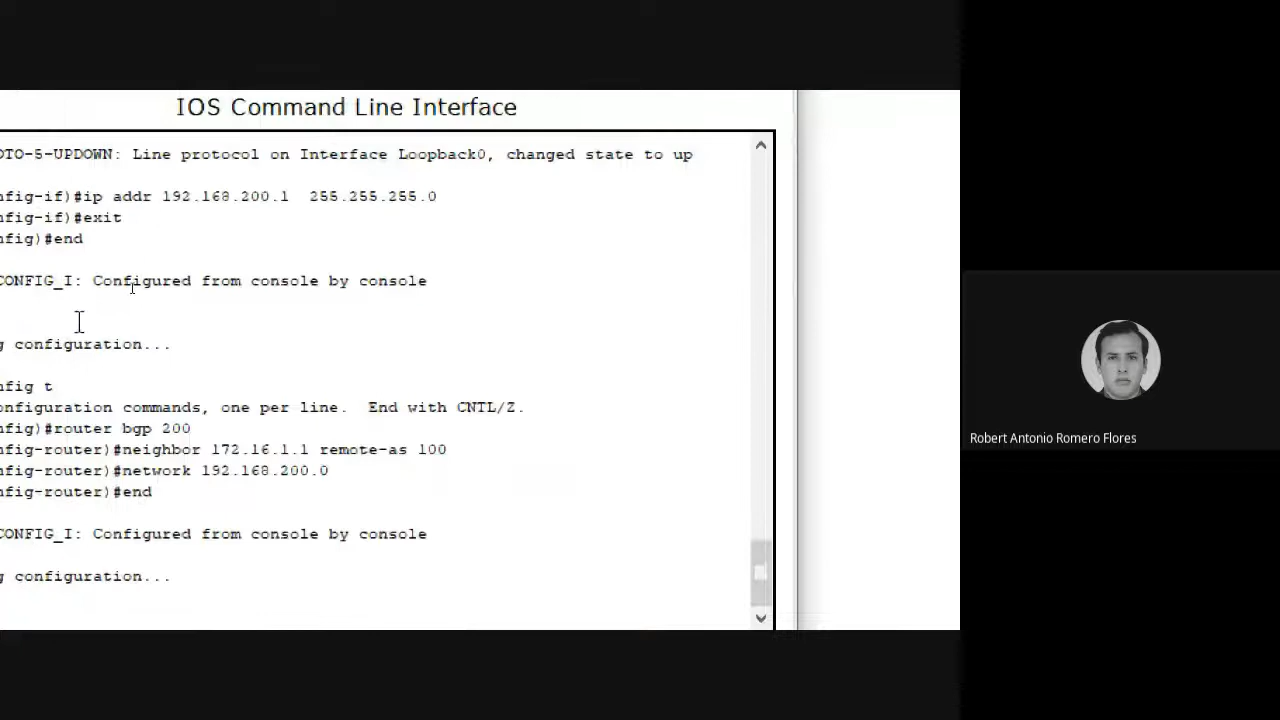 IOS Command Line Interface
OTO-5-UPDOWN: Line protocol on Interface Loopback0, changed state to up
nfig-if)#ip addr 192.168.200.1  255.255.255.0
nfig-if)#exit
nfig)#end
CONFIG_I: Configured from console by console
g configuration...
nfig t
onfiguration commands, one per line.  End with CNTL/Z.
nfig)#router bgp 200
nfig-router)#neighbor 172.16.1.1 remote-as 100
nfig-router)#network 192.168.200.0
nfig-router)#end
CONFIG_I: Configured from console by console
g configuration...
Robert Antonio Romero Flores